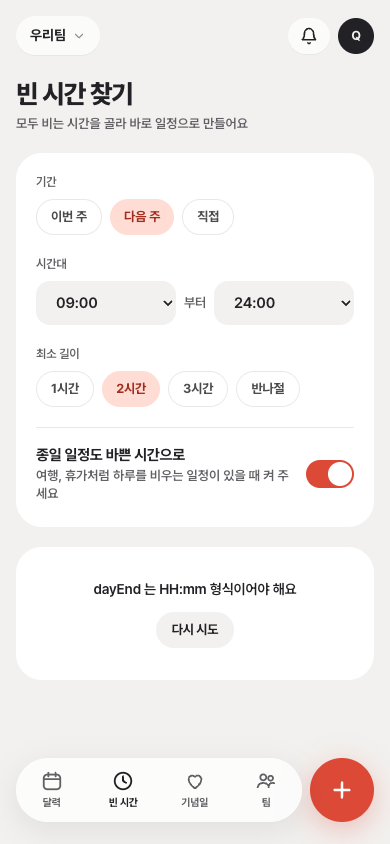 우리팀
Q
빈 시간 찾기
모두 비는 시간을 골라 바로 일정으로 만들어요
기간
이번 주
다음 주
직접
시간대
09:00
부터
24:00
최소 길이
1시간
2시간
3시간
반나절
종일 일정도 바쁜 시간으로
여행, 휴가처럼 하루를 비우는 일정이 있을 때 켜 주
세요
dayEnd 는 HH:mm 형식이어야 해요
다시 시도
달력
빈 시간
기념일
팀